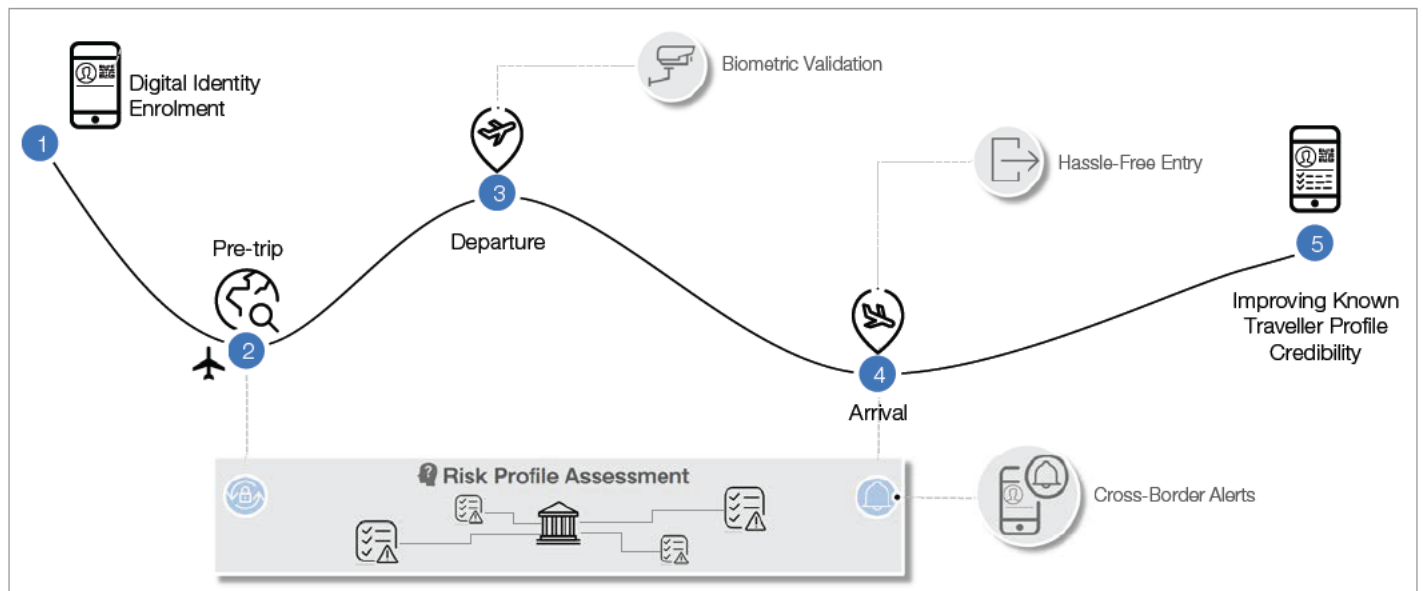 1
Digital Identity
Enrolment
Pre-trip
2
3
Departure
Biometric Validation
4
Arrival
Hassle-Free Entry
5
Improving Known
Traveller Profile
Credibility
Risk Profile Assessment
Cross-Border Alerts